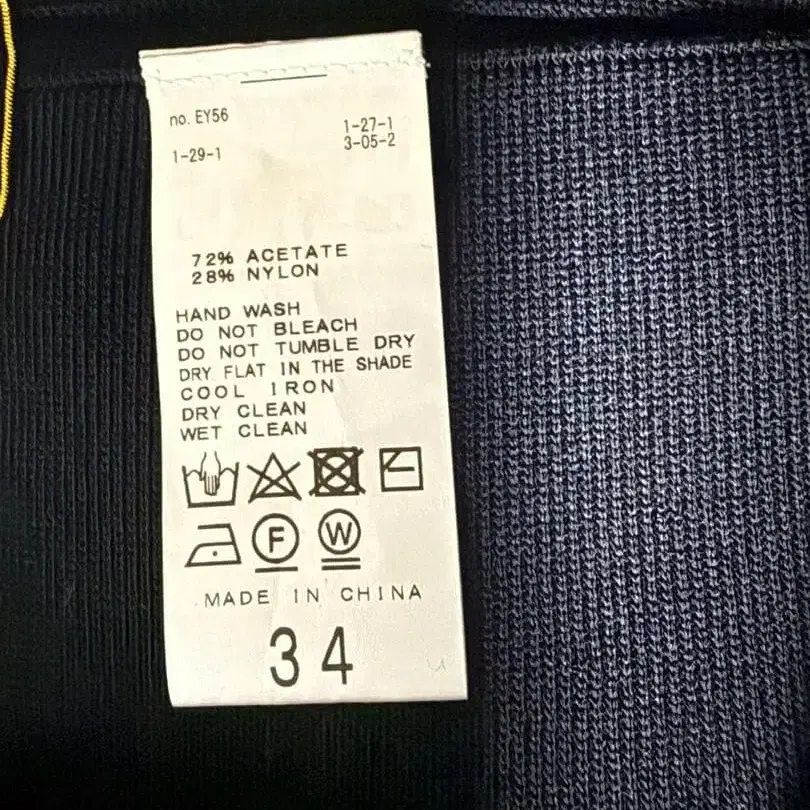 no. EY56
1-27-1
3-05-2
1-29-1
72% ACETATE
28% NYLON
HAND WASH
DO NOT BLEACH
DO NOT TUMBLE DRY
DRY FLAT IN THE SHADE
COOL IRON
DRY CLEAN
WET CLEAN
F W
MADE IN CHINA
34